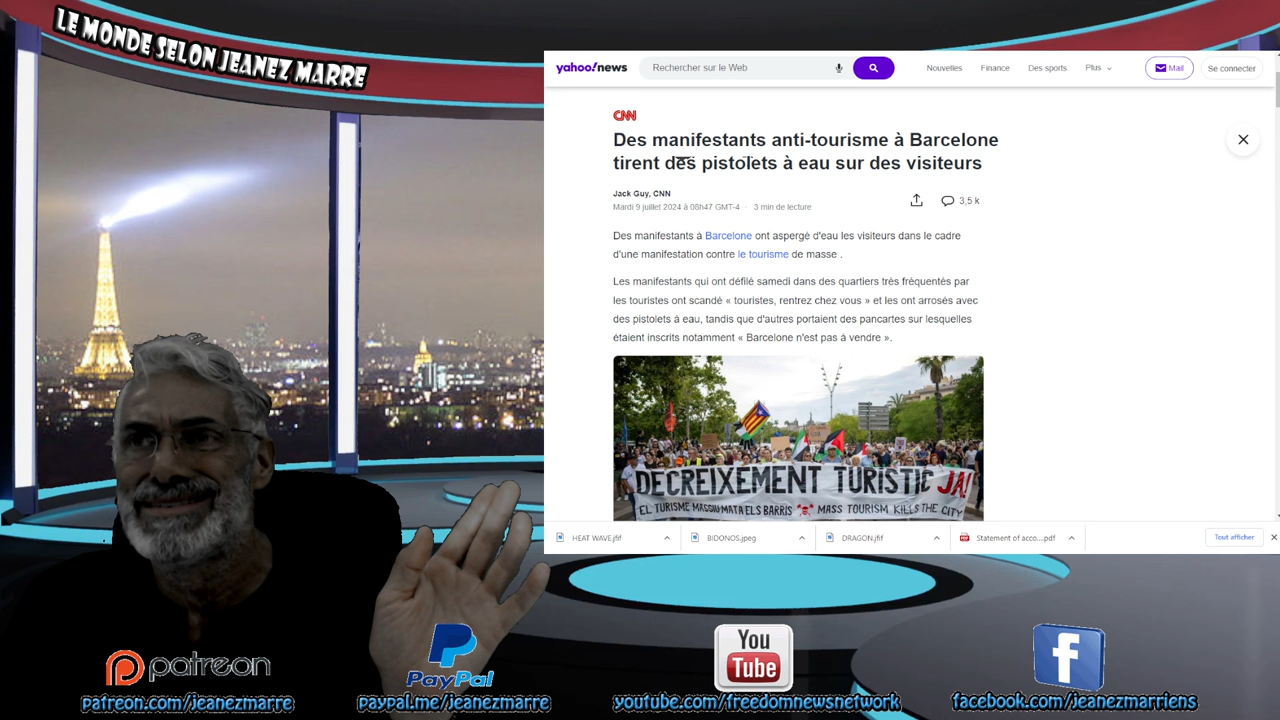 LE MONDE SELON JEANEZ MARRE
yahoo!news
Rechercher sur le Web
Nouvelles
Finance
Des sports
Plus
Mail
Se connecter
CNN
Des manifestants anti-tourisme à Barcelone
tirent des pistolets à eau sur des visiteurs
Jack Guy, CNN
Mardi 9 juillet 2024 à 08h47 GMT-4 · 3 min de lecture
3,5 k
Des manifestants à Barcelone ont aspergé d'eau les visiteurs dans le cadre
d'une manifestation contre le tourisme de masse .
Les manifestants qui ont défilé samedi dans des quartiers très fréquentés par
les touristes ont scandé « touristes, rentrez chez vous » et les ont arrosés avec
des pistolets à eau, tandis que d'autres portaient des pancartes sur lesquelles
étaient inscrits notamment « Barcelone n'est pas à vendre ».
DECREIXEMENT TURISTIC JA!
EL TURISME MASSIU MATA ELS BARRIS MASS TOURISM KILLS THE CITY
HEAT WAVE.jfif
BIDONOS.jpeg
DRAGON.jfif
PDF
Statement of acco....pdf
Tout afficher
patreon
PayPal
You
Tube
f
patreon.com/jeanezmarre
paypal.me/jeanezmarre
youtube.com/freedomnewsnetwork
facebook.com/jeanezmarriens